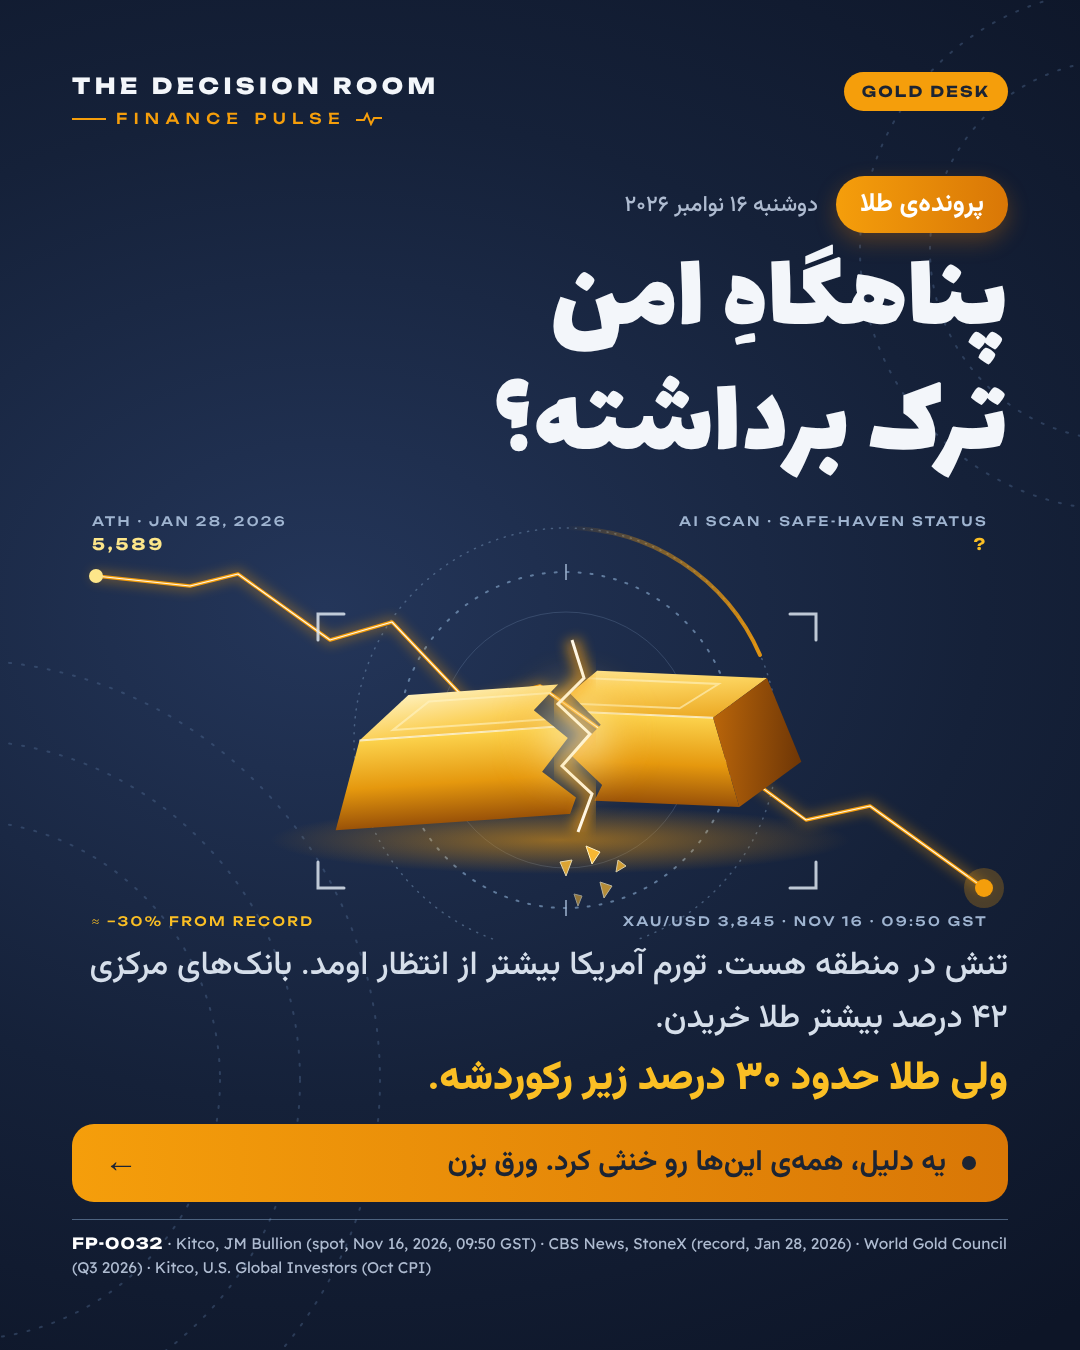 THE DECISION ROOM
FINANCE PULSE
GOLD DESK
پرونده‌ی طلا
دوشنبه ۱۶ نوامبر ۲۰۲۶
پناهگاهِ امن
ترک برداشته؟
ATH · JAN 28, 2026
5,589
AI SCAN · SAFE-HAVEN STATUS
?
≈ −30% FROM RECORD
XAU/USD 3,845 · NOV 16 · 09:50 GST
تنش در منطقه هست. تورم آمریکا بیشتر از انتظار اومد. بانک‌های مرکزی
۴۲ درصد بیشتر طلا خریدن.
ولی طلا حدود ۳۰ درصد زیر رکوردشه.
● یه دلیل، همه‌ی این‌ها رو خنثی کرد. ورق بزن ←
FP-0032 · Kitco, JM Bullion (spot, Nov 16, 2026, 09:50 GST) · CBS News, StoneX (record, Jan 28, 2026) · World Gold Council
(Q3 2026) · Kitco, U.S. Global Investors (Oct CPI)